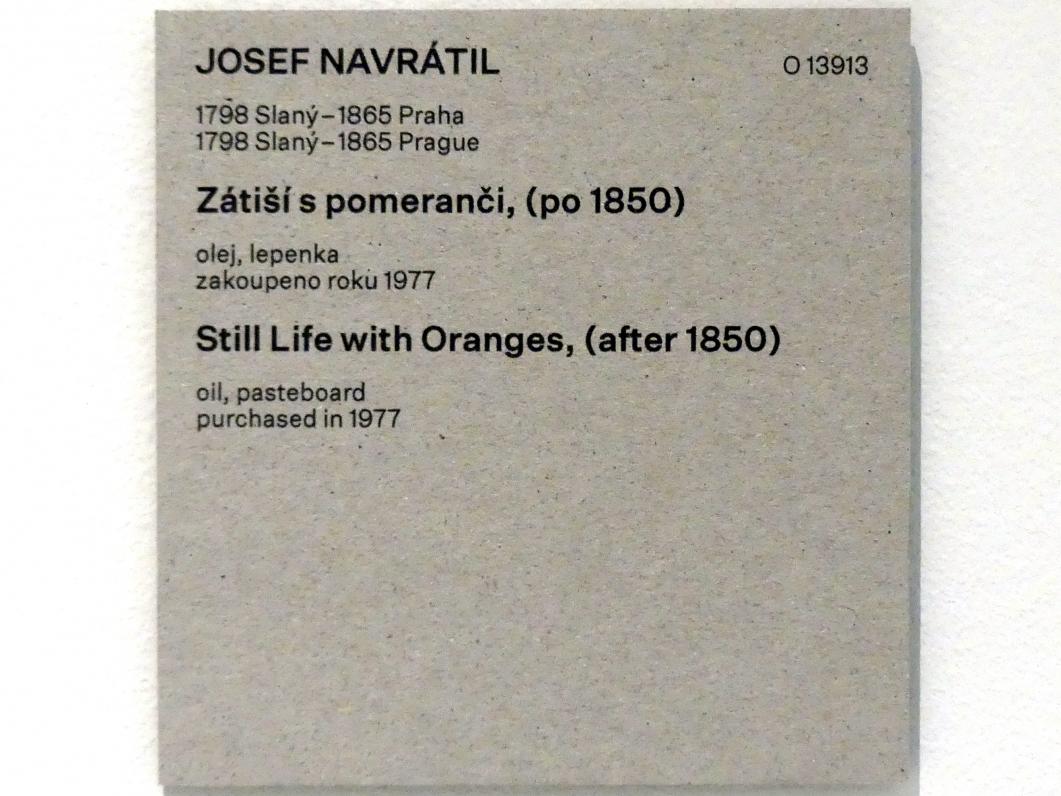 JOSEF NAVRÁTIL O 13913
1798 Slaný–1865 Praha
1798 Slaný–1865 Prague
Zátiší s pomeranči, (po 1850)
olej, lepenka
zakoupeno roku 1977
Still Life with Oranges, (after 1850)
oil, pasteboard
purchased in 1977